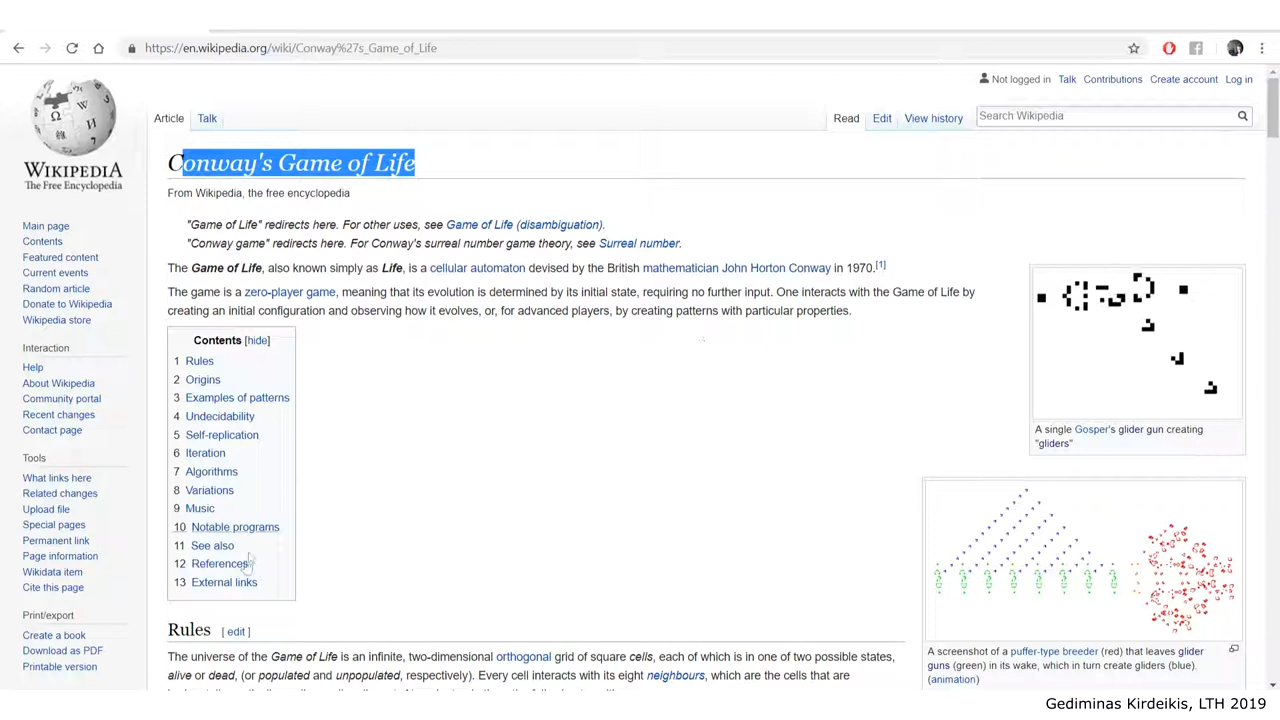 https://en.wikipedia.org/wiki/Conway%27s_Game_of_Life
Not logged in Talk Contributions Create account Log in
Article Talk
Read Edit View history
Search Wikipedia
WIKIPEDIA
The Free Encyclopedia
Main page
Contents
Featured content
Current events
Random article
Donate to Wikipedia
Wikipedia store
Interaction
Help
About Wikipedia
Community portal
Recent changes
Contact page
Tools
What links here
Related changes
Upload file
Special pages
Permanent link
Page information
Wikidata item
Cite this page
Print/export
Create a book
Download as PDF
Printable version
Conway's Game of Life
From Wikipedia, the free encyclopedia
"Game of Life" redirects here. For other uses, see Game of Life (disambiguation).
"Conway game" redirects here. For Conway's surreal number game theory, see Surreal number.
The Game of Life, also known simply as Life, is a cellular automaton devised by the British mathematician John Horton Conway in 1970.[1]
The game is a zero-player game, meaning that its evolution is determined by its initial state, requiring no further input. One interacts with the Game of Life by
creating an initial configuration and observing how it evolves, or, for advanced players, by creating patterns with particular properties.
Contents [hide]
1 Rules
2 Origins
3 Examples of patterns
4 Undecidability
5 Self-replication
6 Iteration
7 Algorithms
8 Variations
9 Music
10 Notable programs
11 See also
12 References
13 External links
Rules [ edit ]
The universe of the Game of Life is an infinite, two-dimensional orthogonal grid of square cells, each of which is in one of two possible states,
alive or dead, (or populated and unpopulated, respectively). Every cell interacts with its eight neighbours, which are the cells that are
A single Gosper's glider gun creating
"gliders"
A screenshot of a puffer-type breeder (red) that leaves glider
guns (green) in its wake, which in turn create gliders (blue).
(animation)
Gediminas Kirdeikis, LTH 2019